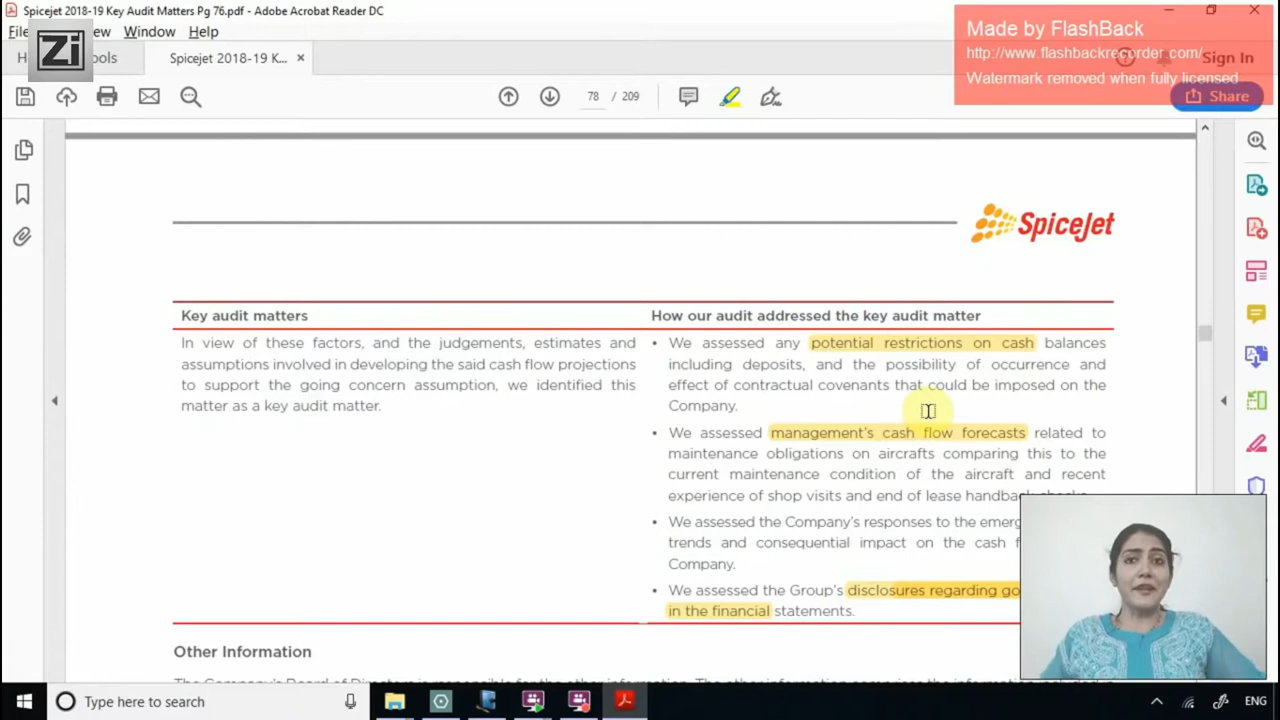 Spicejet 2018-19 Key Audit Matters Pg 76.pdf - Adobe Acrobat Reader DC
Window Help
Zi
Spicejet 2018-19 K...
Made by FlashBack
http://www.flashbackrecorder.com/
Watermark removed when fully licensed
Sign In
78 / 209
Share
SpiceJet
Key audit matters
How our audit addressed the key audit matter
In view of these factors, and the judgements, estimates and
assumptions involved in developing the said cash flow projections
to support the going concern assumption, we identified this
matter as a key audit matter.
• We assessed any potential restrictions on cash balances
including deposits, and the possibility of occurrence and
effect of contractual covenants that could be imposed on the
Company.
• We assessed management's cash flow forecasts related to
maintenance obligations on aircrafts comparing this to the
current maintenance condition of the aircraft and recent
experience of shop visits and end of lease handback
• We assessed the Company's responses to the
trends and consequential impact on the cash
Company.
• We assessed the Group's disclosures regarding
in the financial statements.
Other Information
Type here to search
ENG